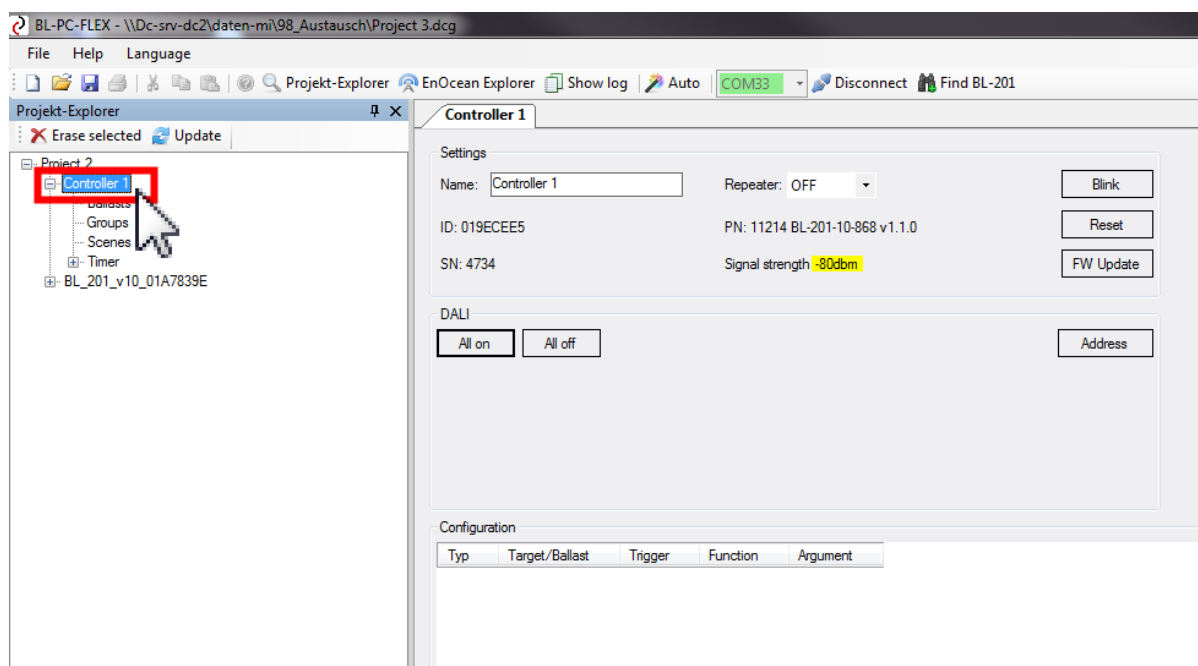 BL-PC-FLEX - \\Dc-srv-dc2\daten-mi\98_Austausch\Project 3.dcg
File Help Language
Projekt-Explorer EnOcean Explorer Show log Auto COM33 Disconnect Find BL-201
Projekt-Explorer
Erase selected Update
Project 2
Controller 1
Ballasts
Groups
Scenes
Timer
BL_201_v10_01A7839E
Controller 1
Settings
Name: Controller 1 Repeater: OFF Blink
ID: 019ECEE5 PN: 11214 BL-201-10-868 v1.1.0 Reset
SN: 4734 Signal strength -80dbm FW Update
DALI
All on All off Address
Configuration
Typ Target/Ballast Trigger Function Argument